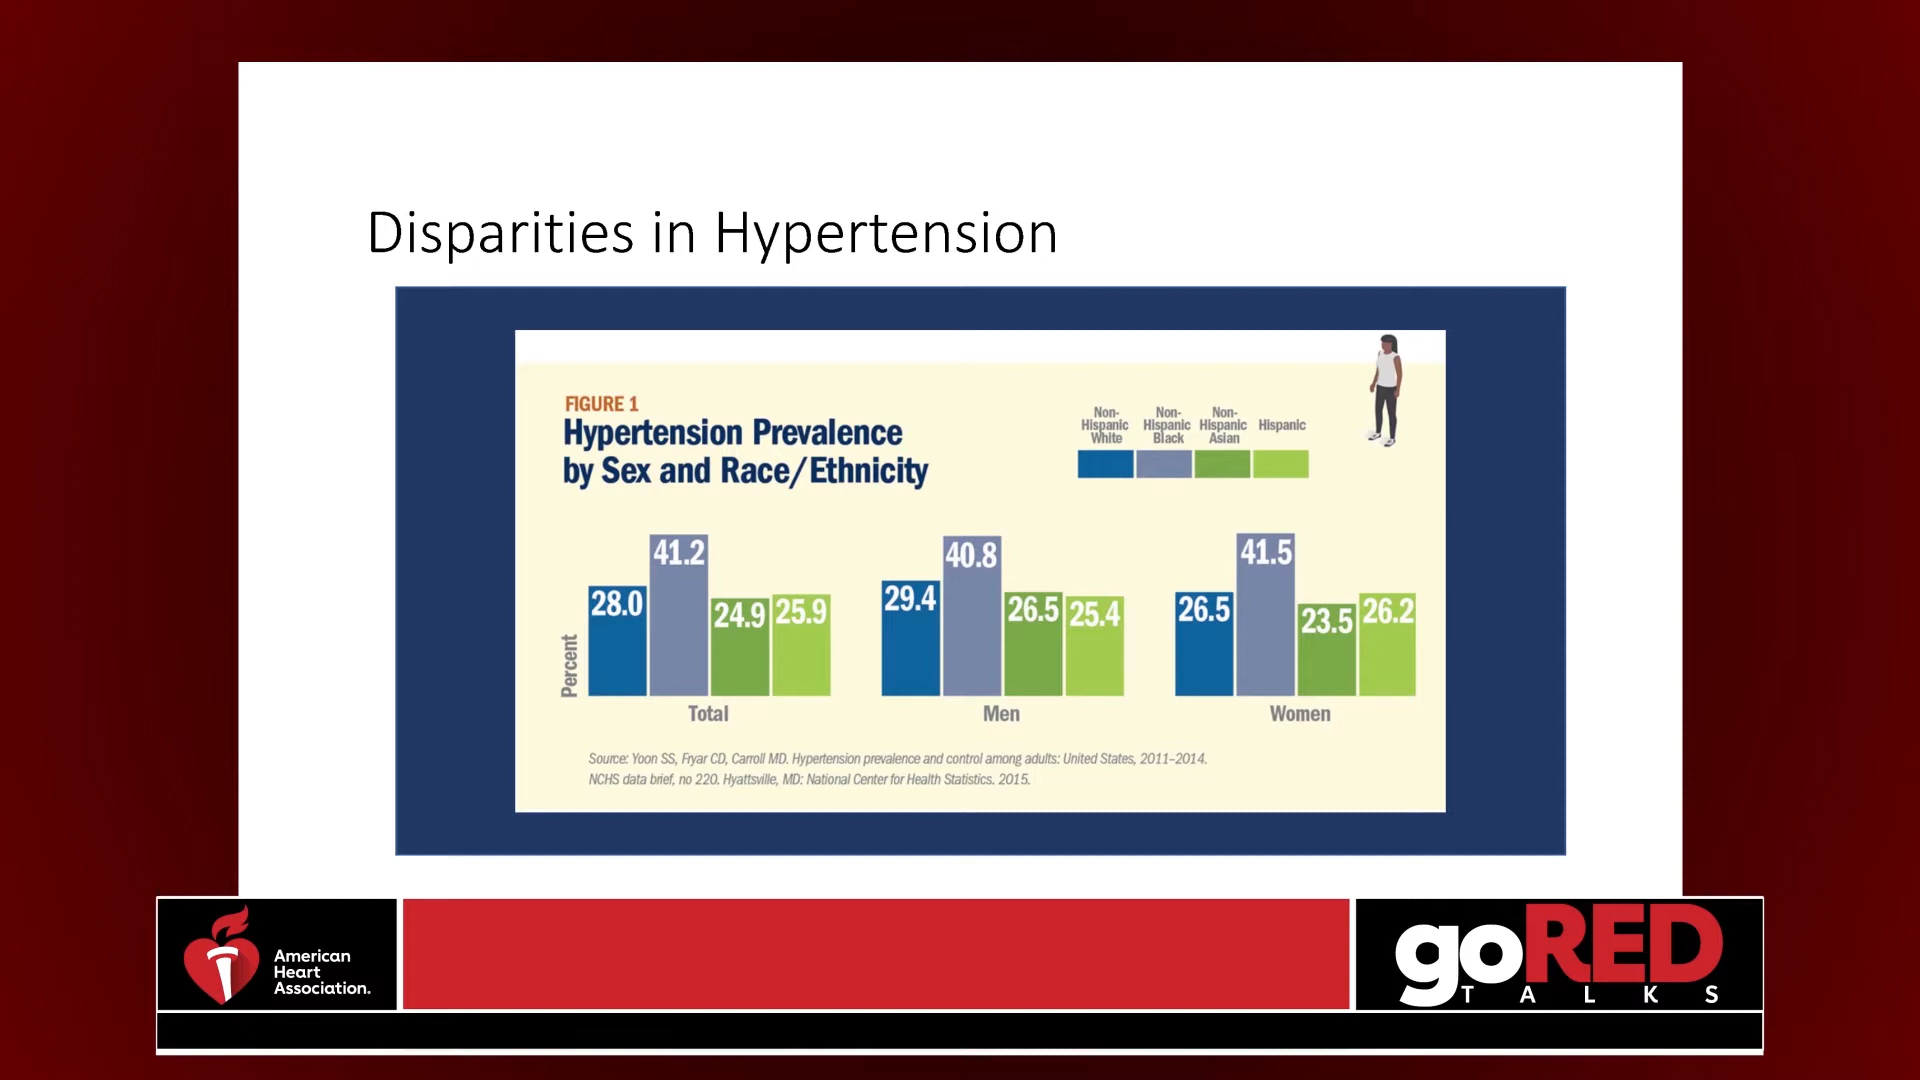 Disparities in Hypertension
FIGURE 1
Hypertension Prevalence
by Sex and Race/Ethnicity
Non-
Hispanic
White
Non-
Hispanic
Black
Non-
Hispanic
Asian
Hispanic
Percent
28.0
41.2
24.9
25.9
Total
29.4
40.8
26.5
25.4
Men
26.5
41.5
23.5
26.2
Women
Source: Yoon SS, Fryar CD, Carroll MD. Hypertension prevalence and control among adults: United States, 2011–2014.
NCHS data brief, no 220. Hyattsville, MD: National Center for Health Statistics. 2015.
American
Heart
Association.
goRED
TALKS